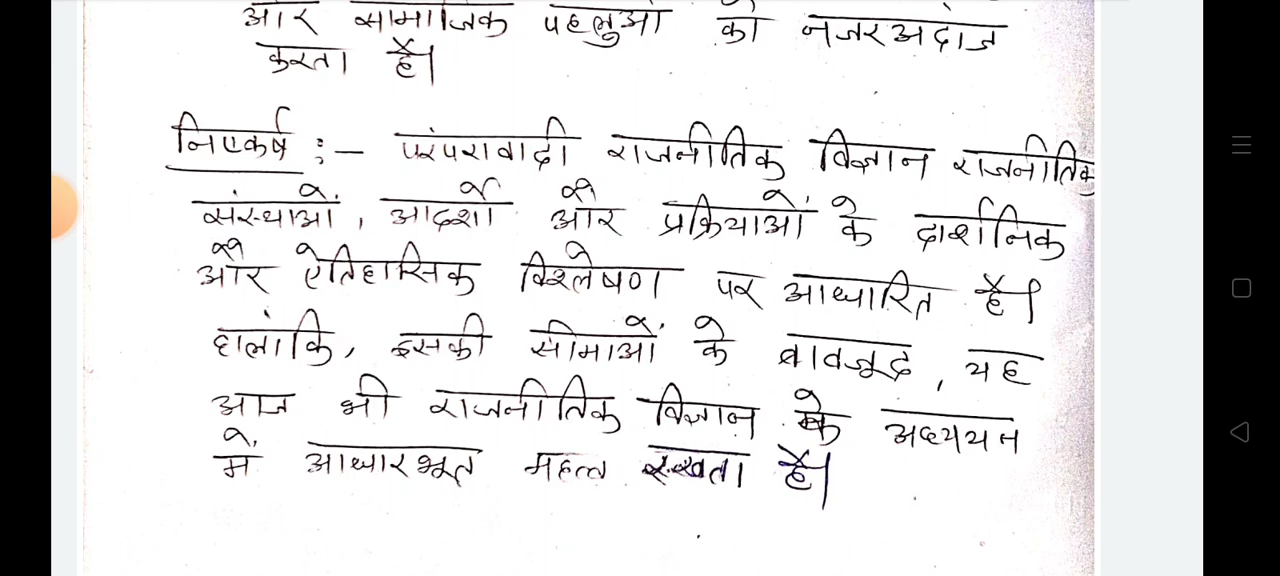 और सामाजिक पहलुओं को नजरअंदाज
करता है।
निष्कर्ष :- परंपरावादी राजनीतिक विज्ञान राजनीतिक
संस्थाओं, आदर्शों और प्रक्रियाओं के दार्शनिक
और ऐतिहासिक विश्लेषण पर आधारित है।
हालांकि, इसकी सीमाओं के बावजूद, यह
आज भी राजनीतिक विज्ञान के अध्ययन
में आधारभूत महत्व रखता है।